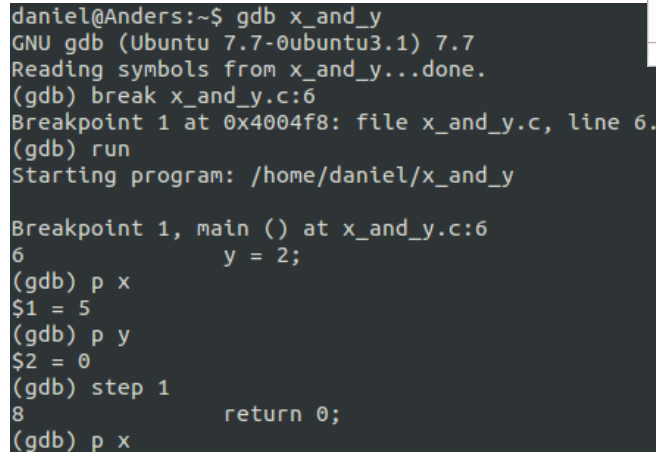 daniel@Anders:~$ gdb x_and_y
GNU gdb (Ubuntu 7.7-0ubuntu3.1) 7.7
Reading symbols from x_and_y...done.
(gdb) break x_and_y.c:6
Breakpoint 1 at 0x4004f8: file x_and_y.c, line 6.
(gdb) run
Starting program: /home/daniel/x_and_y

Breakpoint 1, main () at x_and_y.c:6
6               y = 2;
(gdb) p x
$1 = 5
(gdb) p y
$2 = 0
(gdb) step 1
8               return 0;
(gdb) p x